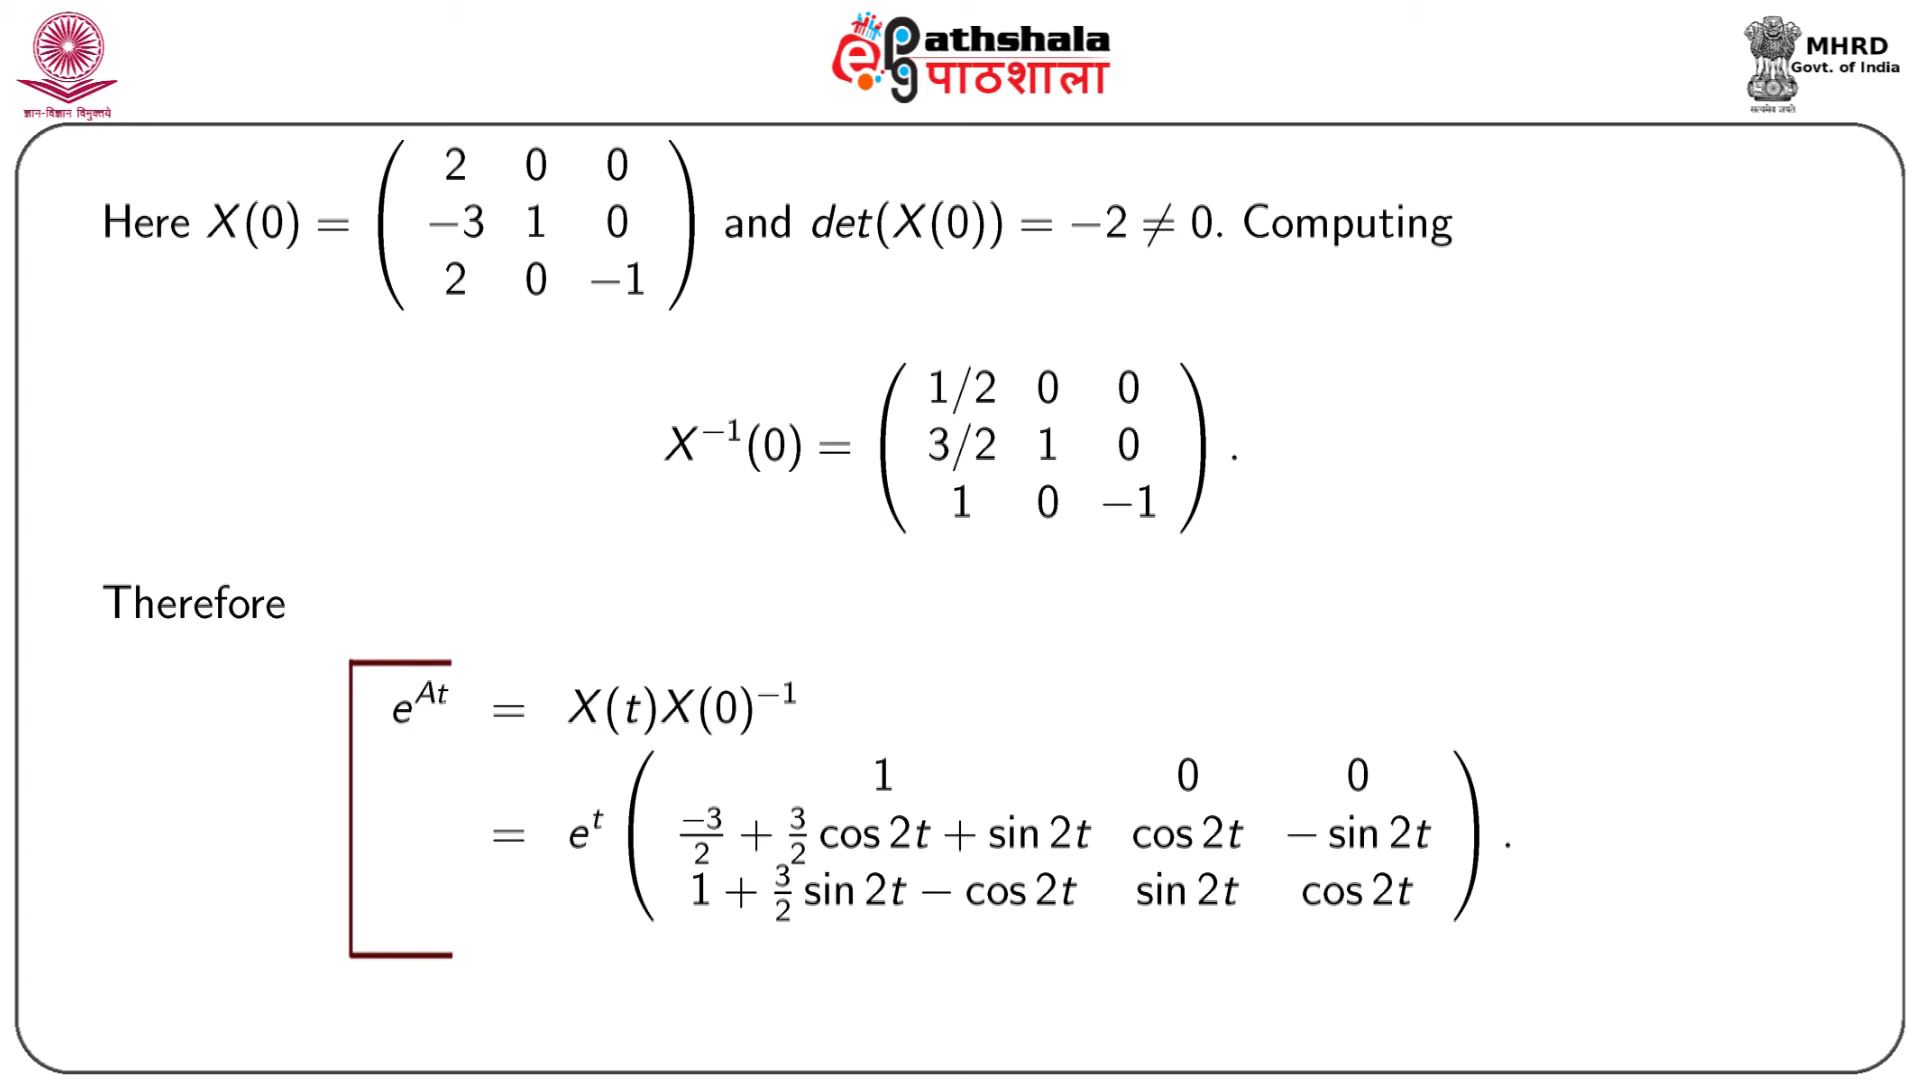 ज्ञान-विज्ञान विमुक्तये
ePathshala
पाठशाला
MHRD
Govt. of India
सत्यमेव जयते
Here X(0) = ( 2 0 0 ; −3 1 0 ; 2 0 −1 ) and det(X(0)) = −2 ≠ 0. Computing
X⁻¹(0) = ( 1/2 0 0 ; 3/2 1 0 ; 1 0 −1 ) .
Therefore
e^{At} = X(t)X(0)⁻¹
= e^t ( 1 0 0 ; −3/2 + 3/2 cos 2t + sin 2t cos 2t − sin 2t ; 1 + 3/2 sin 2t − cos 2t sin 2t cos 2t ) .